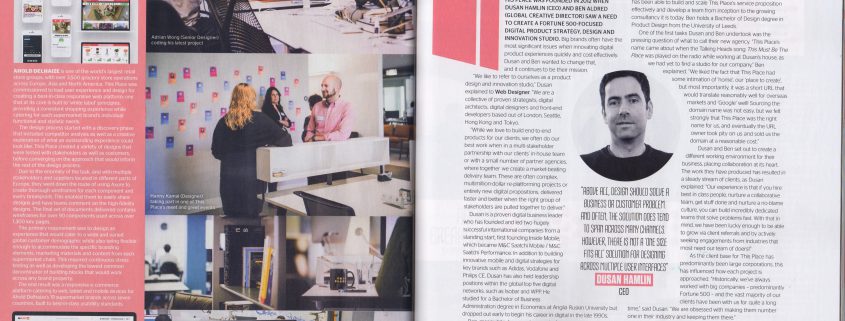 AHOLD DELHAIZE is one of the world's largest retail
store groups, with over 6,500 grocery store operations
across Europe, Asia and North America. This Place was
commissioned to lead user experience and design for
creating a best-in-class responsive web platform; one
that at its core is built to white label principles,
providing a consistent shopping experience while
catering for each supermarket brand's individual
functional and stylistic needs.
The design process started with a discovery phase
that included competitor analysis as well as a creative
examination of what an outstanding experience could
look like. This Place created a variety of designs that
were tested with stakeholders as well as customers,
before converging on the approach that would inform
the rest of the design process.
Due to the enormity of the task, and with multiple
stakeholders and suppliers located in different parts of
Europe, they went down the route of using Axure to
create thorough wireframes for each component and
every breakpoint. This enabled them to easily share
thought and have teams comment as the high-fidelity
designs. The final set of documents delivered contains
wireframes for over 90 components used across over
1,300 key pages.
The primary requirement was to design an
experience that would cater to a wide and varied
global customer demographic while also being flexible
enough to accommodate the specific branding
elements, marketing materials and content from each
supermarket chain. This required continuous stress
testing as well as developing the lowest common
denominator of building blocks that would work
across any brand property.
The end result was a responsive e-commerce
platform catering to web, tablet and mobile devices for
Ahold Delhaize's 19 supermarket brands across seven
countries, built to best-in-class usability standards.
Adrian Wong (Senior Designer)
coding his latest project
Hariny Kamal (Designer)
taking part in one of This
Place's meet and greet events
THIS PLACE WAS FOUNDED IN 2012 WHEN
DUSAN HAMLIN (CEO) AND BEN ALDRED
(GLOBAL CREATIVE DIRECTOR) SAW A NEED
TO CREATE A FORTUNE 500-FOCUSED
DIGITAL PRODUCT STRATEGY, DESIGN AND
INNOVATION STUDIO. Big brands often have the
most significant issues when innovating digital
product experiences quickly and cost-effectively.
Dusan and Ben wanted to change that,
and it continues to be their mission.
"We like to refer to ourselves as a product
design and innovation studio," Dusan
explained to Web Designer. "We are a
collective of proven strategists, digital
architects, digital designers and front-end
developers based out of London, Seattle,
Hong Kong and Tokyo.
"While we love to build end-to-end
products for our clients, we often do our
best work when in a multi-stakeholder
partnership with our clients' in-house team
or with a small number of partner agencies,
where together we create a market-beating
delivery team. There are often complex,
multimillion-dollar re-platforming projects or
entirely new digital propositions, delivered
faster and better when the right group of
stakeholders are pulled together to deliver."
Dusan is a proven digital business leader
who has founded and led two hugely
successful international companies from a
standing start, first founding Inside Mobile,
which became M&C Saatchi Mobile / M&C
Saatchi Performance. In addition to building
innovative mobile and digital strategies for
key brands such as Adidas, Vodafone and
Philips CE, Dusan has also held leadership
positions within the global top five digital
networks, such as Isobar and WPP. He
studied for a Bachelor of Business
Administration degree in Economics at Anglia Ruskin University but
dropped out early to begin his career in digital in the late 1990s.
"ABOVE ALL, DESIGN SHOULD SOLVE A
BUSINESS OR CUSTOMER PROBLEM,
AND OFTEN, THE SOLUTION DOES TEND
TO SPAN ACROSS MANY CHANNELS.
HOWEVER, THERE IS NOT A 'ONE SIZE
FITS ALL' SOLUTION FOR DESIGNING
ACROSS MULTIPLE USER INTERFACES"
DUSAN HAMLIN
CEO
has been able to build and scale This Place's service proposition
effectively and develop a team from inception to the growing
consultancy it is today. Ben holds a Bachelor of Design degree in
Product Design from the University of Leeds.
One of the first tasks Dusan and Ben undertook was the
pressing question of what to call their new agency. "This Place's
name came about when the Talking Heads song This Must Be The
Place was playing on the radio while working at Dusan's house, as
we had yet to find a studio for our company," Ben
explained. "We liked the fact that 'This Place' had
some intimation of 'home', our 'place to create',
but most importantly, it was a short URL that
would translate reasonably well for overseas
markets and 'Google' well! Sourcing the
domain name was not easy, but we felt
strongly that This Place was the right
name for us, and eventually the URL
owner took pity on us and sold us the
domain at a reasonable cost."
Dusan and Ben set out to create a
different working environment for their
business, placing collaboration at its heart.
The work they have produced has resulted in
a steady stream of clients, as Dusan
explained: "Our experience is that if you hire
best-in-class people, nurture a collaborative
team, get stuff done and nurture a no-blame
culture, you can build incredibly dedicated
teams that solve problems fast. With that in
mind, we have been lucky enough to be able
to grow via client referrals and by actively
seeking engagements from industries that
most need our team of doers!"
As the client base for This Place has
predominantly been large corporations, this
has influenced how each project is
approached. "Historically, we've always
worked with big companies - predominantly
Fortune 500 - and the vast majority of our
clients have been with us for quite a long
time," said Dusan. "We are obsessed with making them number
one in their industry and keeping them there."